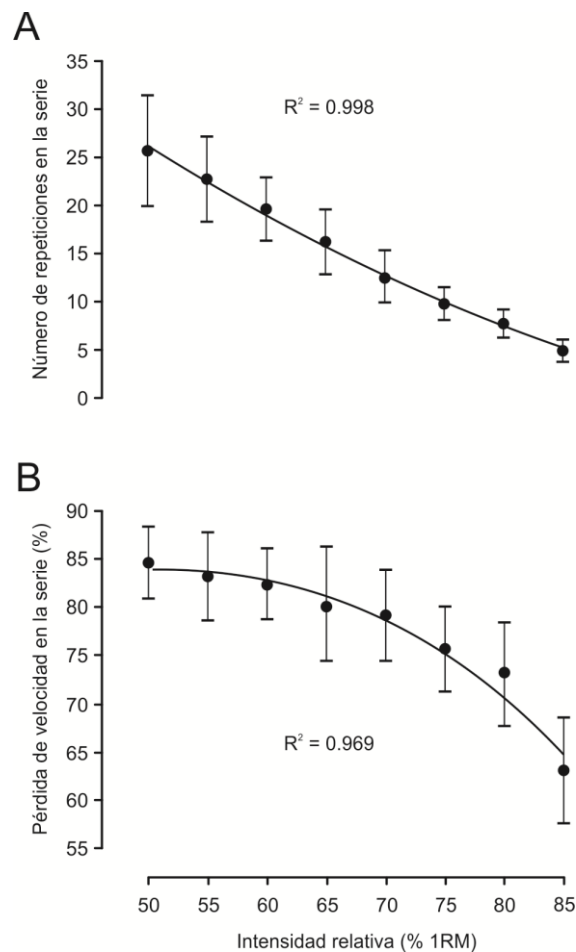 A
Número de repeticiones en la serie
35
30
25
20
15
10
5
0
R² = 0.998
B
Pérdida de velocidad en la serie (%)
90
85
80
75
70
65
60
55
R² = 0.969
50 55 60 65 70 75 80 85
Intensidad relativa (% 1RM)